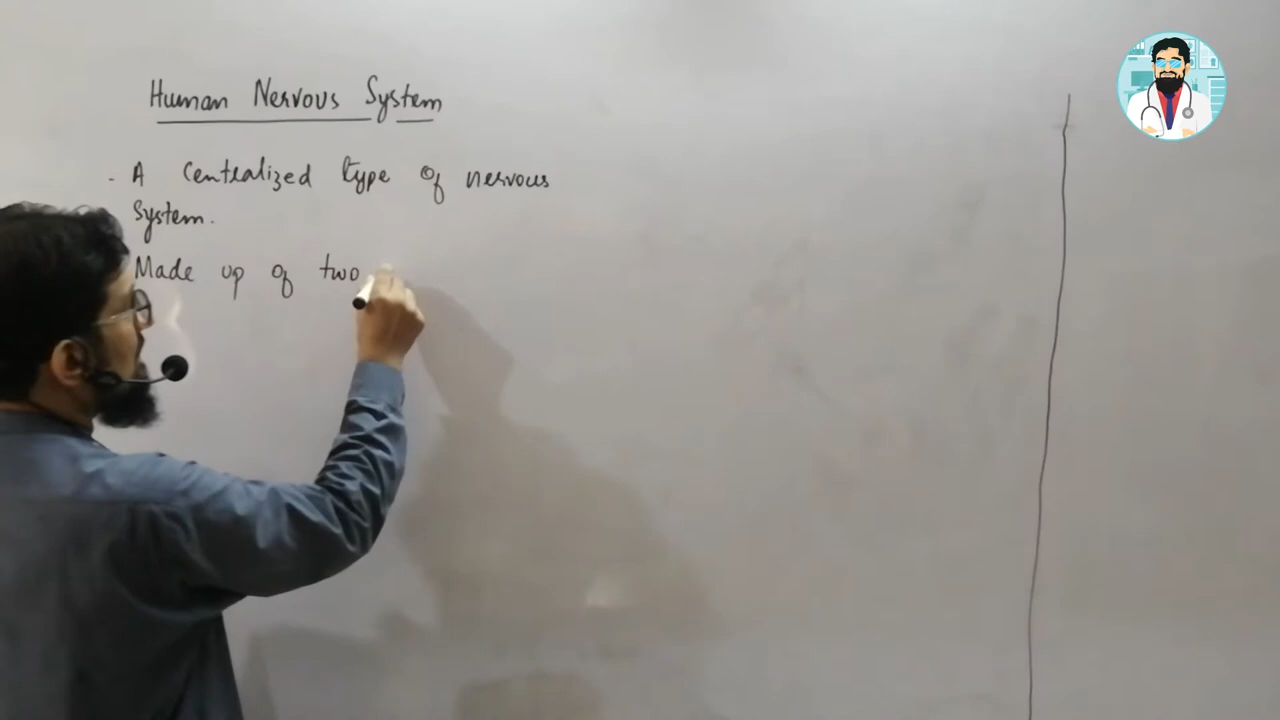 Human Nervous System
- A Centralized type of nervous
System.
Made up of two